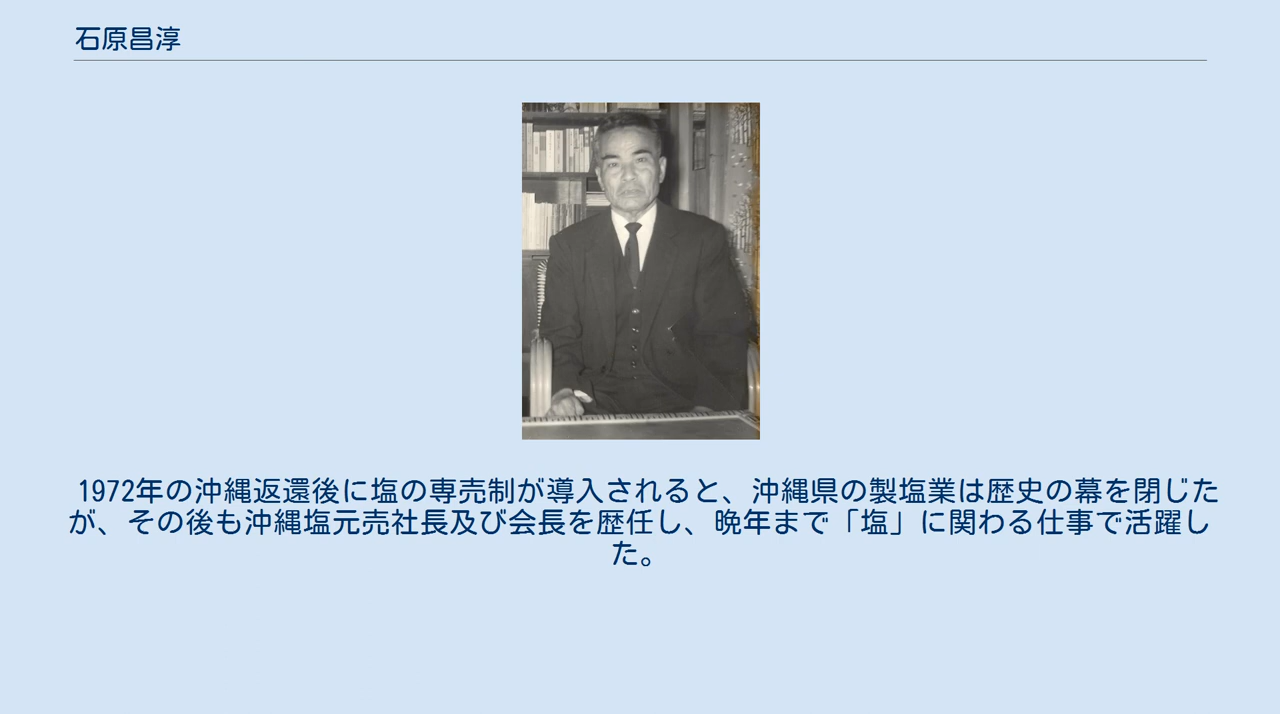 石原昌淳
1972年の沖縄返還後に塩の専売制が導入されると、沖縄県の製塩業は歴史の幕を閉じた
が、その後も沖縄塩元売社長及び会長を歴任し、晩年まで「塩」に関わる仕事で活躍し
た。